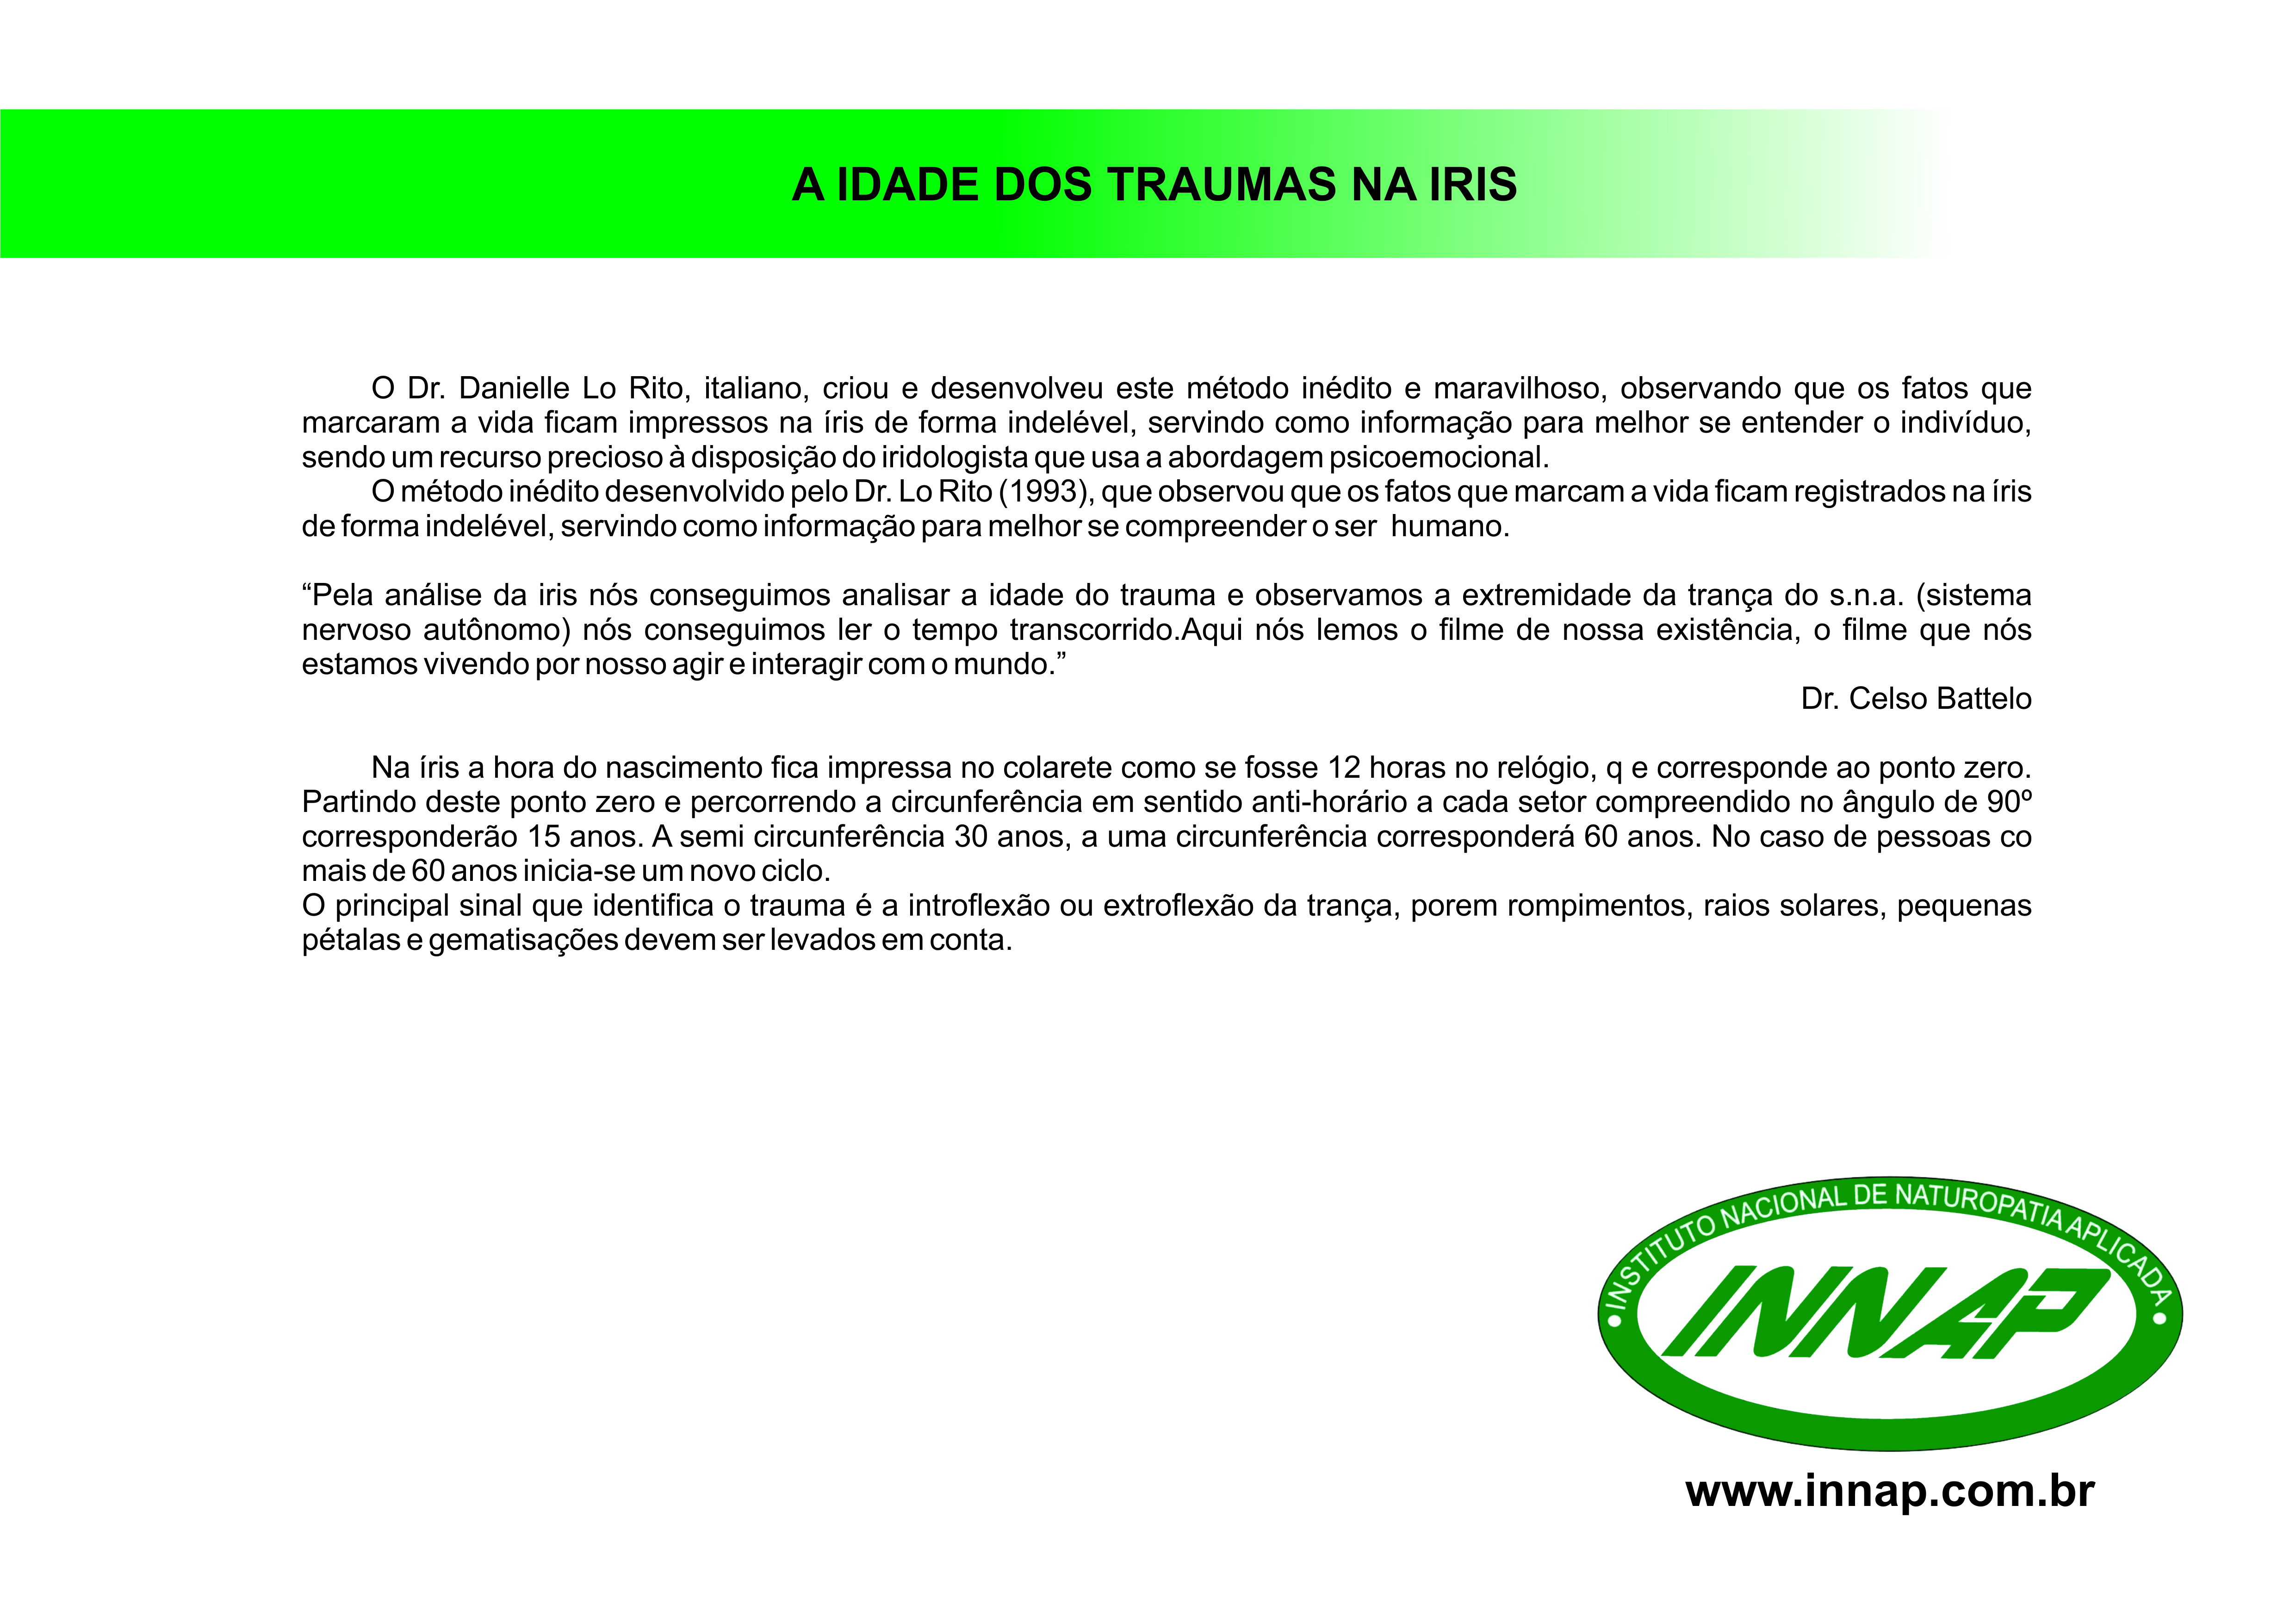 A IDADE DOS TRAUMAS NA IRIS
O Dr. Danielle Lo Rito, italiano, criou e desenvolveu este método inédito e maravilhoso, observando que os fatos que
marcaram a vida ficam impressos na íris de forma indelével, servindo como informação para melhor se entender o indivíduo,
sendo um recurso precioso à disposição do iridologista que usa a abordagem psicoemocional.
O método inédito desenvolvido pelo Dr. Lo Rito (1993), que observou que os fatos que marcam a vida ficam registrados na íris
de forma indelével, servindo como informação para melhor se compreender o ser humano.
“Pela análise da iris nós conseguimos analisar a idade do trauma e observamos a extremidade da trança do s.n.a. (sistema
nervoso autônomo) nós conseguimos ler o tempo transcorrido.Aqui nós lemos o filme de nossa existência, o filme que nós
estamos vivendo por nosso agir e interagir com o mundo.”
Dr. Celso Battelo
Na íris a hora do nascimento fica impressa no colarete como se fosse 12 horas no relógio, q e corresponde ao ponto zero.
Partindo deste ponto zero e percorrendo a circunferência em sentido anti-horário a cada setor compreendido no ângulo de 90º
corresponderão 15 anos. A semi circunferência 30 anos, a uma circunferência corresponderá 60 anos. No caso de pessoas co
mais de 60 anos inicia-se um novo ciclo.
O principal sinal que identifica o trauma é a introflexão ou extroflexão da trança, porem rompimentos, raios solares, pequenas
pétalas e gematisações devem ser levados em conta.
INSTITUTO NACIONAL DE NATUROPATIA APLICADA
INNAP
www.innap.com.br